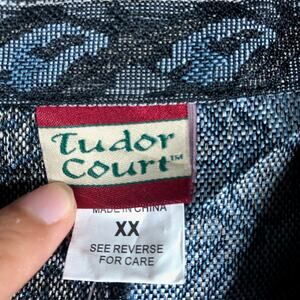 Tudor
Court™
MADE IN CHINA
XX
SEE REVERSE
FOR CARE